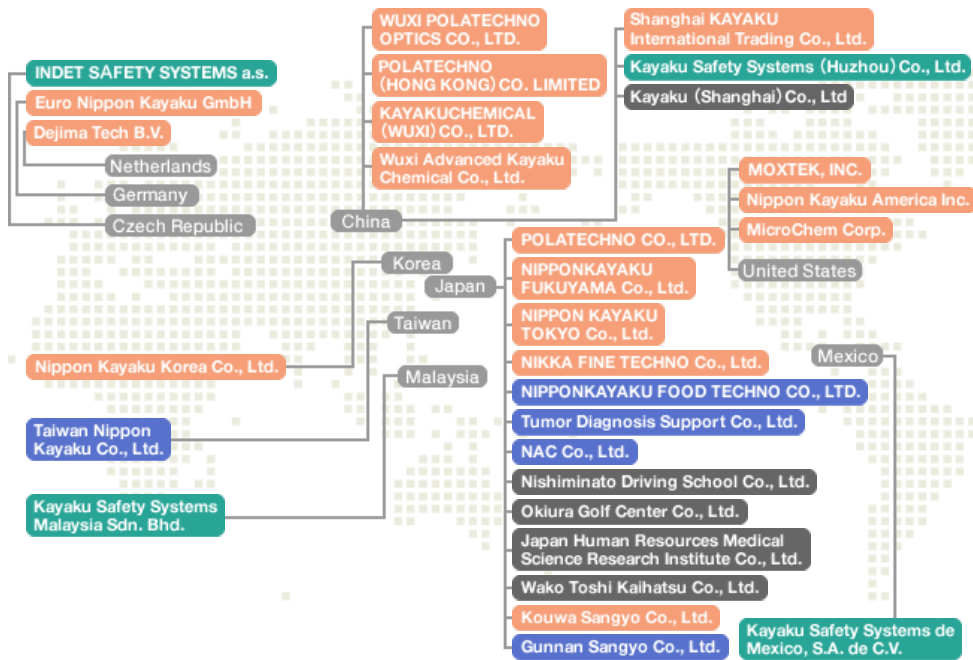 INDET SAFETY SYSTEMS a.s.
Euro Nippon Kayaku GmbH
Dejima Tech B.V.
Netherlands
Germany
Czech Republic
WUXI POLATECHNO
OPTICS CO., LTD.
POLATECHNO
(HONG KONG) CO. LIMITED
KAYAKUCHEMICAL
(WUXI) CO., LTD.
Wuxi Advanced Kayaku
Chemical Co., Ltd.
China
Shanghai KAYAKU
International Trading Co., Ltd.
Kayaku Safety Systems (Huzhou) Co., Ltd.
Kayaku (Shanghai) Co., Ltd
MOXTEK, INC.
Nippon Kayaku America Inc.
MicroChem Corp.
United States
Korea
Japan
Taiwan
Malaysia
Nippon Kayaku Korea Co., Ltd.
Taiwan Nippon
Kayaku Co., Ltd.
Kayaku Safety Systems
Malaysia Sdn. Bhd.
POLATECHNO CO., LTD.
NIPPONKAYAKU
FUKUYAMA Co., Ltd.
NIPPON KAYAKU
TOKYO Co., Ltd.
NIKKA FINE TECHNO Co., Ltd.
NIPPONKAYAKU FOOD TECHNO CO., LTD.
Tumor Diagnosis Support Co., Ltd.
NAC Co., Ltd.
Nishiminato Driving School Co., Ltd.
Okiura Golf Center Co., Ltd.
Japan Human Resources Medical
Science Research Institute Co., Ltd.
Wako Toshi Kaihatsu Co., Ltd.
Kouwa Sangyo Co., Ltd.
Gunnan Sangyo Co., Ltd.
Mexico
Kayaku Safety Systems de
Mexico, S.A. de C.V.